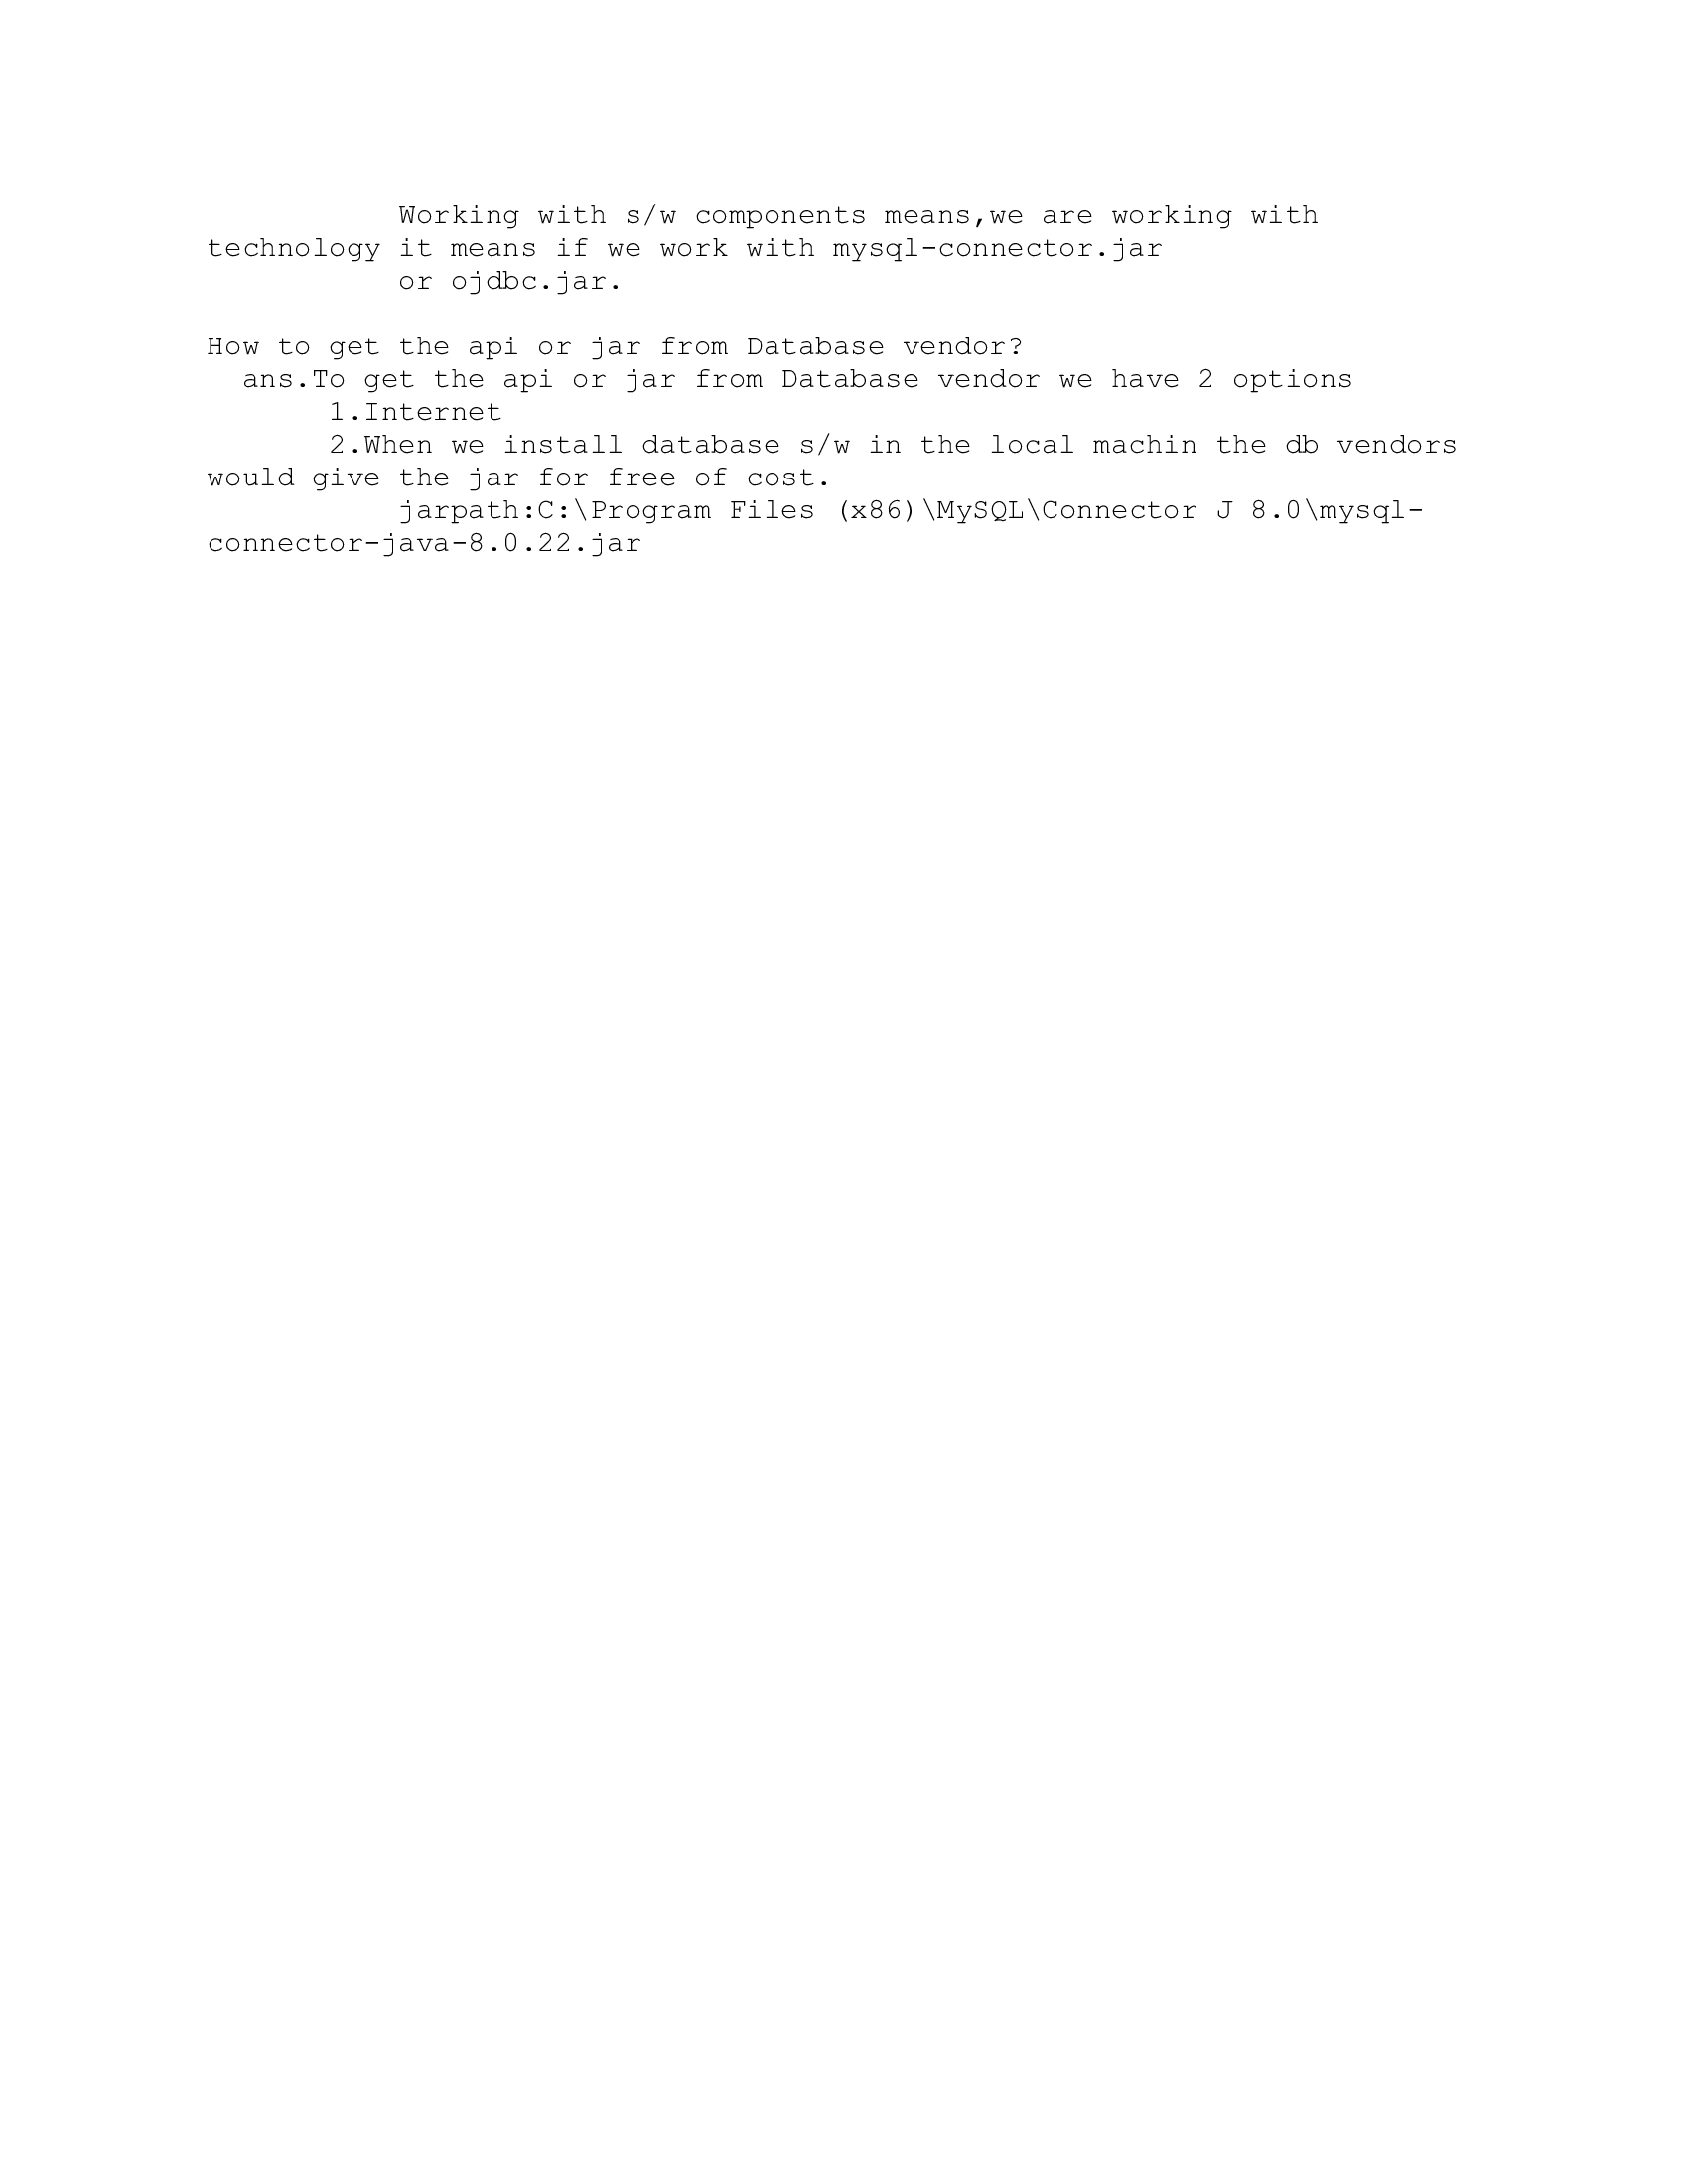 Working with s/w components means,we are working with
technology it means if we work with mysql-connector.jar
or ojdbc.jar.
How to get the api or jar from Database vendor?
ans.To get the api or jar from Database vendor we have 2 options
1.Internet
2.When we install database s/w in the local machin the db vendors
would give the jar for free of cost.
jarpath:C:\Program Files (x86)\MySQL\Connector J 8.0\mysql-
connector-java-8.0.22.jar